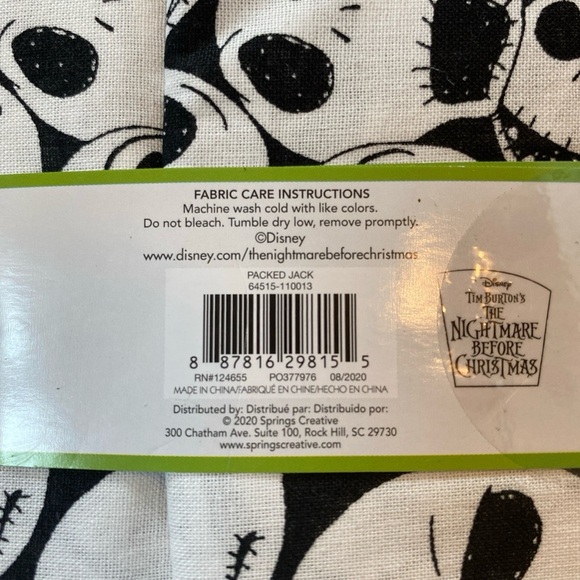 FABRIC CARE INSTRUCTIONS
Machine wash cold with like colors.
Do not bleach. Tumble dry low, remove promptly.
©Disney
www.disney.com/thenightmarebeforechristmas
PACKED JACK
64515-110013
8 87816 29815 5
RN#124655 PO377976 08/2020
MADE IN CHINA/FABRIQUÉ EN CHINE/HECHO EN CHINA
Distributed by: Distribué par: Distribuido por:
© 2020 Springs Creative
300 Chatham Ave. Suite 100, Rock Hill, SC 29730
www.springscreative.com
Disney
TIM BURTON'S
THE
NIGHTMARE
BEFORE
CHRISTMAS